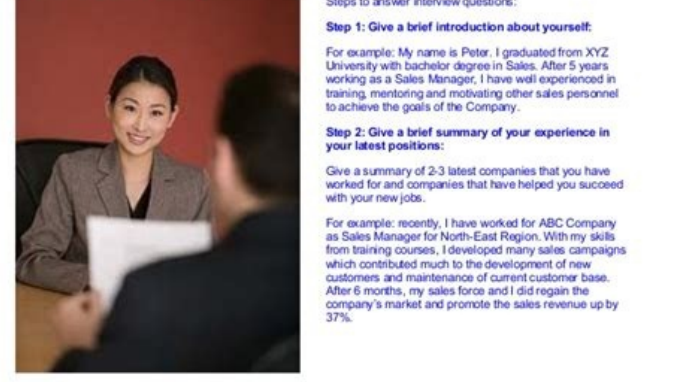 Steps to answer interview questions:
Step 1: Give a brief introduction about yourself:
For example: My name is Peter. I graduated from XYZ
University with bachelor degree in Sales. After 5 years
working as a Sales Manager, I have well experienced in
training, mentoring and motivating other sales personnel
to achieve the goals of the Company.
Step 2: Give a brief summary of your experience in
your latest positions:
Give a summary of 2-3 latest companies that you have
worked for and companies that have helped you succeed
with your new jobs.
For example: recently, I have worked for ABC Company
as Sales Manager for North-East Region. With my skills
from training courses, I developed many sales campaigns
which contributed much to the development of new
customers and maintenance of current customer base.
After 6 months, my sales force and I did regain the
company's market and promote the sales revenue up by
37%.